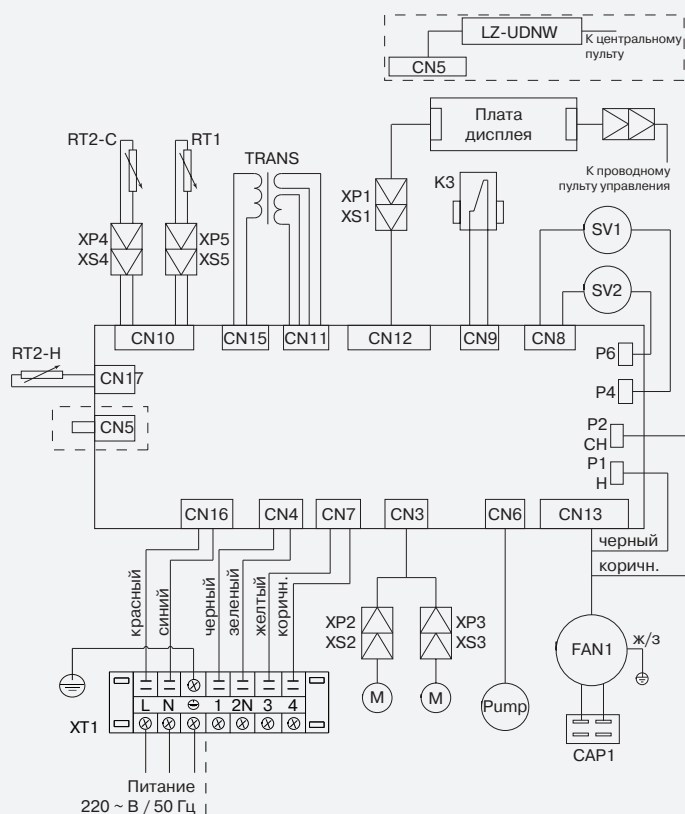 LZ-UDNW
К центральному
пульту
CN5
Плата
дисплея
К проводному
пульту управления
RT2-C
RT1
TRANS
XP1
XS1
K3
SV1
XP4
XS4
XP5
XS5
SV2
CN10
CN15
CN11
CN12
CN9
CN8
P6
RT2-H
CN17
P4
CN5
P2
CH
P1
H
CN16
CN4
CN7
CN3
CN6
CN13
черный
коричн.
красный
синий
черный
зеленый
желтый
коричн.
XP2
XS2
XP3
XS3
FAN1
ж/з
L N 1 2N 3 4
XT1
M
M
Pump
CAP1
Питание
220 ~ В / 50 Гц